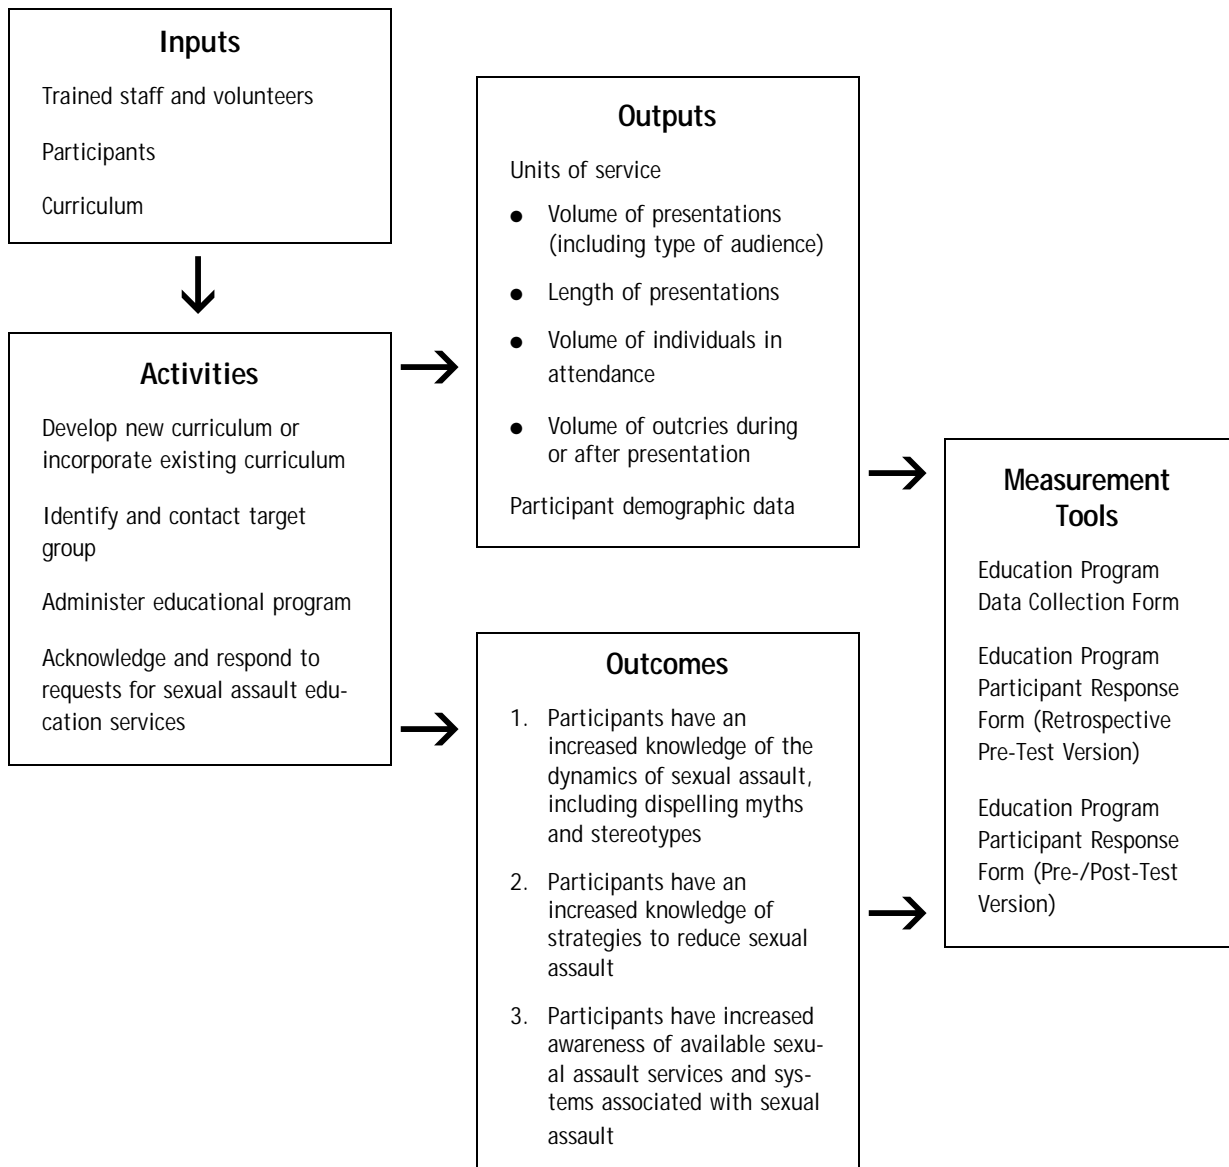 Inputs
Trained staff and volunteers
Participants
Curriculum
Activities
Develop new curriculum or
incorporate existing curriculum
Identify and contact target
group
Administer educational program
Acknowledge and respond to
requests for sexual assault edu-
cation services
Outputs
Units of service
● Volume of presentations
(including type of audience)
● Length of presentations
● Volume of individuals in
attendance
● Volume of outcries during
or after presentation
Participant demographic data
Outcomes
1. Participants have an
increased knowledge of the
dynamics of sexual assault,
including dispelling myths
and stereotypes
2. Participants have an
increased knowledge of
strategies to reduce sexual
assault
3. Participants have increased
awareness of available sexu-
al assault services and sys-
tems associated with sexual
assault
Measurement
Tools
Education Program
Data Collection Form
Education Program
Participant Response
Form (Retrospective
Pre-Test Version)
Education Program
Participant Response
Form (Pre-/Post-Test
Version)